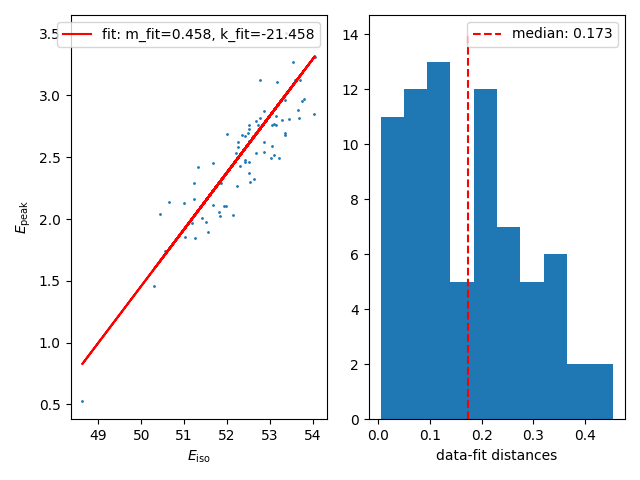 fit: m_fit=0.458, k_fit=-21.458
3.5
3.0
2.5
2.0
1.5
1.0
0.5
E_peak
49 50 51 52 53 54
E_iso
median: 0.173
14
12
10
8
6
4
2
0
0.0 0.1 0.2 0.3 0.4
data-fit distances